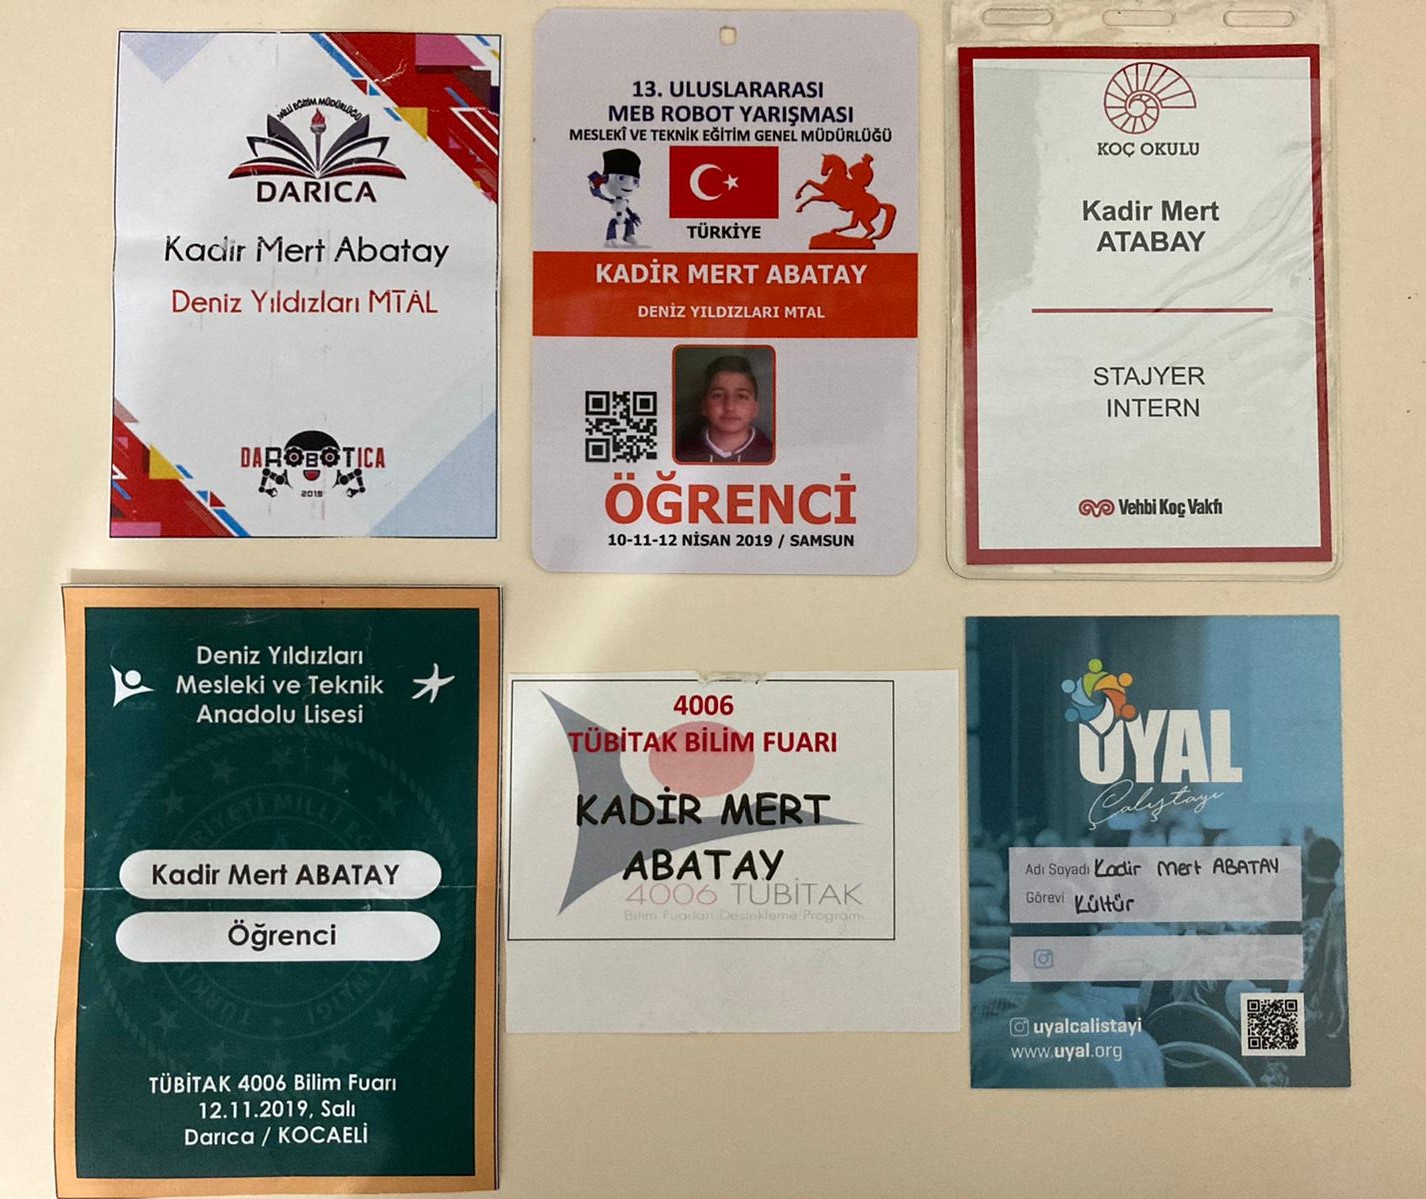 MİLLİ EĞİTİM MÜDÜRLÜĞÜ
DARICA
Kadir Mert Abatay
Deniz Yıldızları MTAL
DAROBOTICA
2019
13. ULUSLARARASI
MEB ROBOT YARIŞMASI
MESLEKÎ VE TEKNİK EĞİTİM GENEL MÜDÜRLÜĞÜ
TÜRKİYE
KADİR MERT ABATAY
DENİZ YILDIZLARI MTAL
ÖĞRENCİ
10-11-12 NİSAN 2019 / SAMSUN
KOÇ OKULU
Kadir Mert
ATABAY
STAJYER
INTERN
Vehbi Koç Vakfı
Deniz Yıldızları
Mesleki ve Teknik
Anadolu Lisesi
Kadir Mert ABATAY
Öğrenci
TÜBİTAK 4006 Bilim Fuarı
12.11.2019, Salı
Darıca / KOCAELİ
4006
TÜBİTAK BİLİM FUARI
KADİR MERT
ABATAY
4006 TÜBİTAK
Bilim Fuarları Destekleme Programı
UYAL
Çalıştayı
Adı Soyadı Kadir Mert ABATAY
Görevi Kültür
uyalcalistayi
www.uyal.org